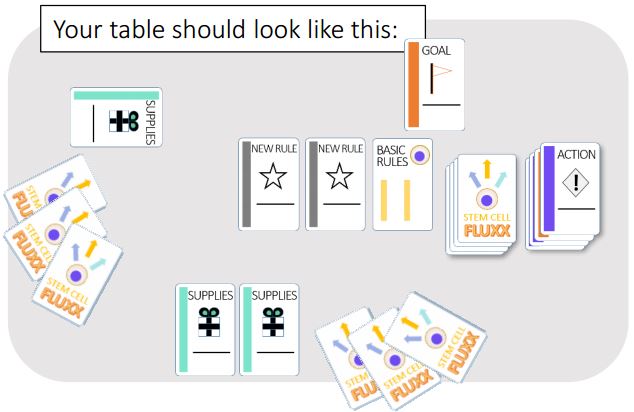 Your table should look like this:
GOAL
SUPPLIES
NEW RULE
NEW RULE
BASIC
RULES
STEM CELL
FLUXX
ACTION
!
STEM CELL
FLUXX
STEM CELL
FLUXX
STEM CELL
FLUXX
SUPPLIES
SUPPLIES
STEM CELL
FLUXX
STEM CELL
FLUXX
STEM CELL
FLUXX